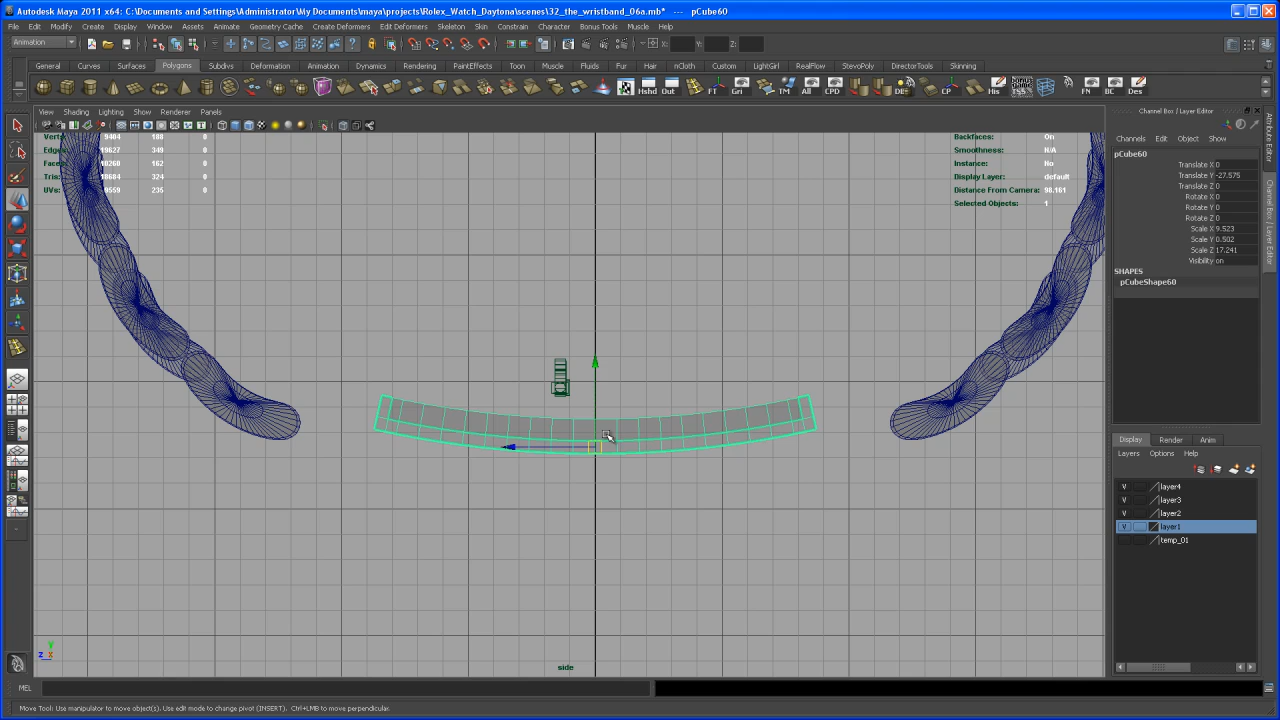 Autodesk Maya 2011 x64: C:\Documents and Settings\Administrator\My Documents\maya\projects\Rolex_Watch_Daytona\scenes\32_the_wristband_06a.mb* --- pCube60
File Edit Modify Create Display Window Assets Animate Geometry Cache Create Deformers Edit Deformers Skeleton Skin Constrain Character Bonus Tools Muscle Help
Animation X: Y: Z:
General Curves Surfaces Polygons Subdivs Deformation Animation Dynamics Rendering PaintEffects Toon Muscle Fluids Fur Hair nCloth Custom LightGirl RealFlow StevoPoly DirectorTools Skinning
Hshd Out FT Gri TM All CPD DC CP His FN DC Des
View Shading Lighting Show Renderer Panels
Channel Box / Layer Editor
Channels Edit Object Show
Verts: 9404 188 0
Edges: 19627 349 0
Faces: 10260 162 0
Tris: 18684 324 0
UVs: 235 0
Backfaces: On
Smoothness: N/A
Instance: No
Display Layer: default
Distance From Camera: 98.161
Selected Objects: 1
pCube60
Translate X 0
Translate Y -27.575
Translate Z 0
Rotate X 0
Rotate Y 0
Rotate Z 0
Scale X 9.523
Scale Y 0.502
Scale Z 17.241
Visibility on
SHAPES
pCubeShape60
Attribute Editor
Channel Box / Layer Editor
Display Render Anim
Layers Options Help
V layer4
V layer3
V layer2
V layer1
temp_01
y
z x
side
MEL
Move Tool: Use manipulator to move object(s). Use edit mode to change pivot (INSERT). Ctrl+LMB to move perpendicular.